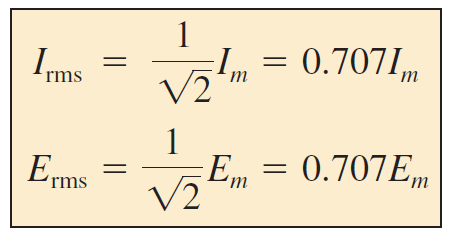 I_rms = 1/√2 I_m = 0.707I_m
E_rms = 1/√2 E_m = 0.707E_m